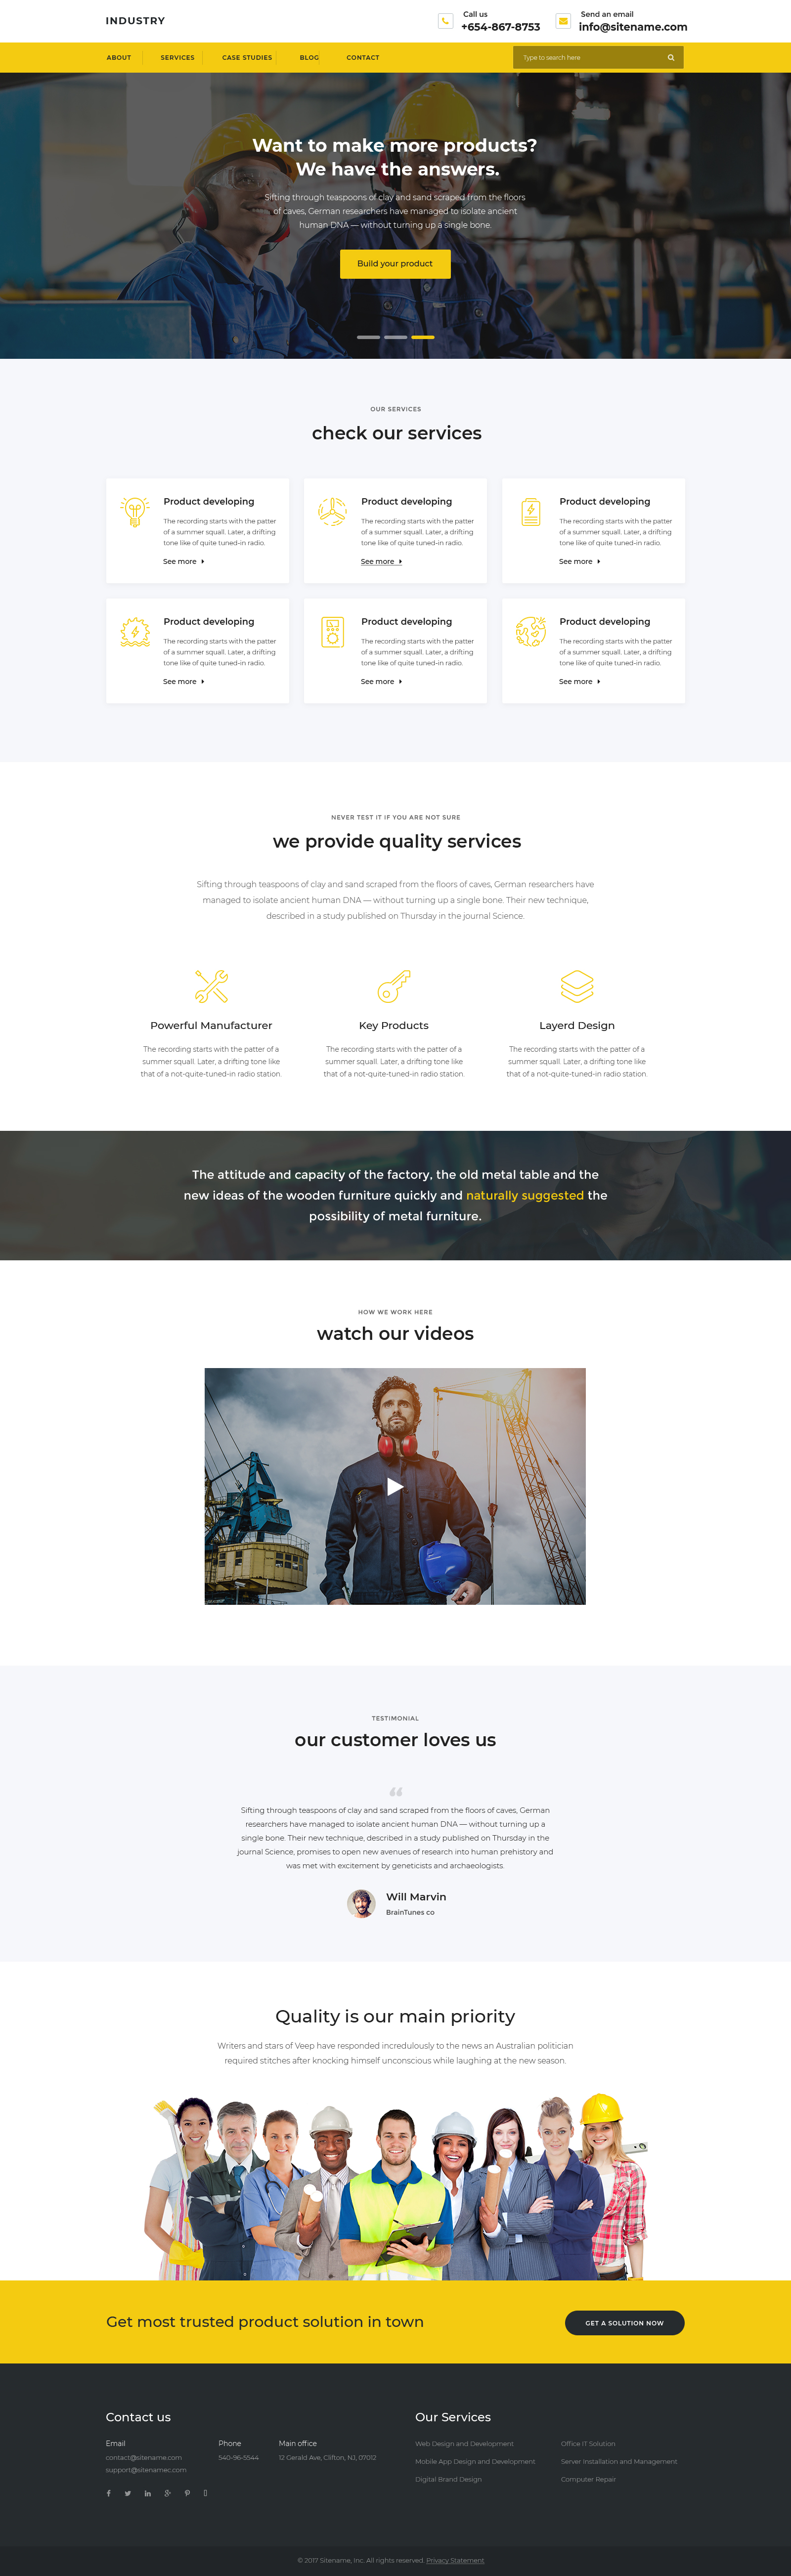 INDUSTRY
Call us
+654-867-8753
Send an email
info@sitename.com
ABOUT
SERVICES
CASE STUDIES
BLOG
CONTACT
Type to search here
Want to make more products?
We have the answers.
Sifting through teaspoons of clay and sand scraped from the floors
of caves, German researchers have managed to isolate ancient
human DNA — without turning up a single bone.
Build your product
OUR SERVICES
check our services
Product developing
The recording starts with the patter
of a summer squall. Later, a drifting
tone like of quite tuned-in radio.
See more
Product developing
The recording starts with the patter
of a summer squall. Later, a drifting
tone like of quite tuned-in radio.
See more
Product developing
The recording starts with the patter
of a summer squall. Later, a drifting
tone like of quite tuned-in radio.
See more
Product developing
The recording starts with the patter
of a summer squall. Later, a drifting
tone like of quite tuned-in radio.
See more
Product developing
The recording starts with the patter
of a summer squall. Later, a drifting
tone like of quite tuned-in radio.
See more
Product developing
The recording starts with the patter
of a summer squall. Later, a drifting
tone like of quite tuned-in radio.
See more
NEVER TEST IT IF YOU ARE NOT SURE
we provide quality services
Sifting through teaspoons of clay and sand scraped from the floors of caves, German researchers have
managed to isolate ancient human DNA — without turning up a single bone. Their new technique,
described in a study published on Thursday in the journal Science.
Powerful Manufacturer
The recording starts with the patter of a
summer squall. Later, a drifting tone like
that of a not-quite-tuned-in radio station.
Key Products
The recording starts with the patter of a
summer squall. Later, a drifting tone like
that of a not-quite-tuned-in radio station.
Layerd Design
The recording starts with the patter of a
summer squall. Later, a drifting tone like
that of a not-quite-tuned-in radio station.
The attitude and capacity of the factory, the old metal table and the
new ideas of the wooden furniture quickly and naturally suggested the
possibility of metal furniture.
HOW WE WORK HERE
watch our videos
TESTIMONIAL
our customer loves us
“
Sifting through teaspoons of clay and sand scraped from the floors of caves, German
researchers have managed to isolate ancient human DNA — without turning up a
single bone. Their new technique, described in a study published on Thursday in the
journal Science, promises to open new avenues of research into human prehistory and
was met with excitement by geneticists and archaeologists.
Will Marvin
BrainTunes co
Quality is our main priority
Writers and stars of Veep have responded incredulously to the news an Australian politician
required stitches after knocking himself unconscious while laughing at the new season.
Get most trusted product solution in town
GET A SOLUTION NOW
Contact us
Email
contact@sitename.com
support@sitenamec.com
Phone
540-96-5544
Main office
12 Gerald Ave, Clifton, NJ, 07012
Our Services
Web Design and Development
Mobile App Design and Development
Digital Brand Design
Office IT Solution
Server Installation and Management
Computer Repair
© 2017 Sitename, Inc. All rights reserved. Privacy Statement